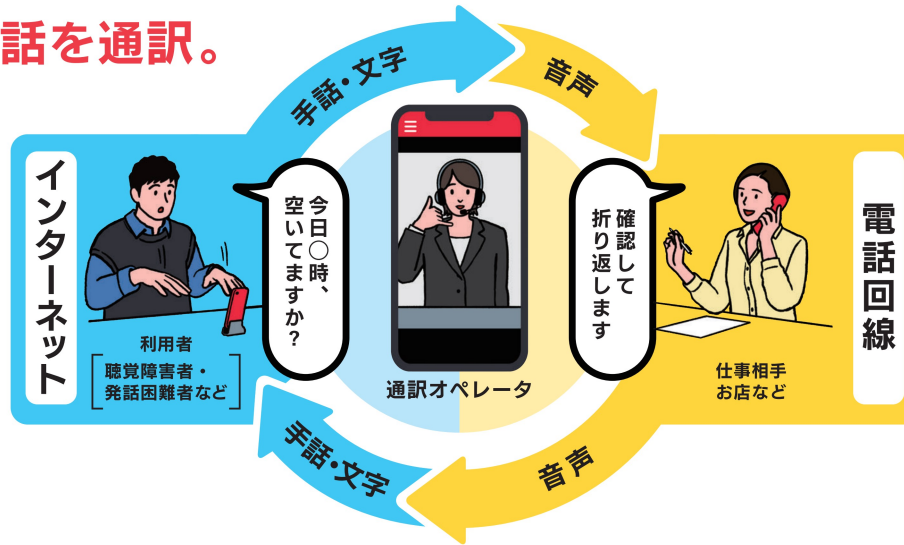 話を通訳。
手話・文字
音声
インターネット
今日〇時、
空いてますか？
確認して
折り返します
電話回線
利用者
聴覚障害者・
発話困難者など
通訳オペレータ
仕事相手
お店など
手話・文字
音声